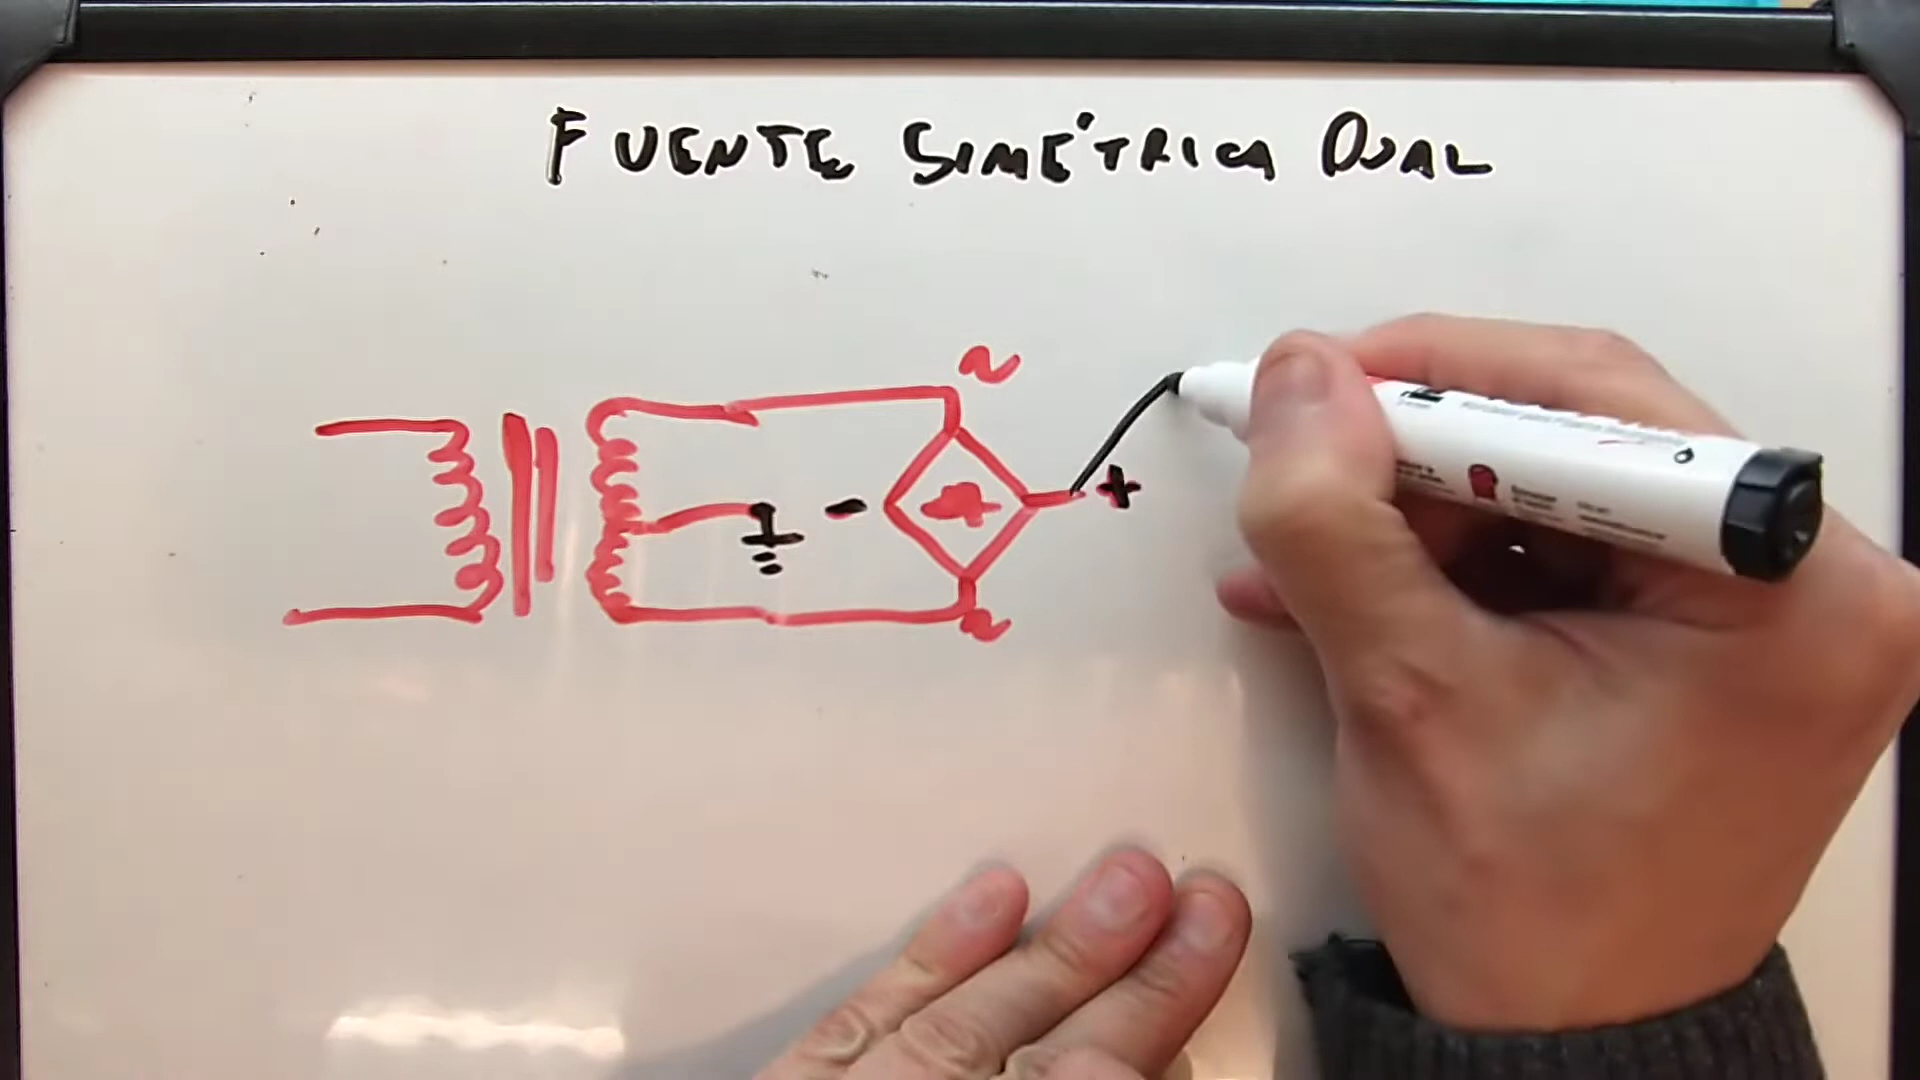 FUENTE SIMÉTRICA DUAL
~
- +
~